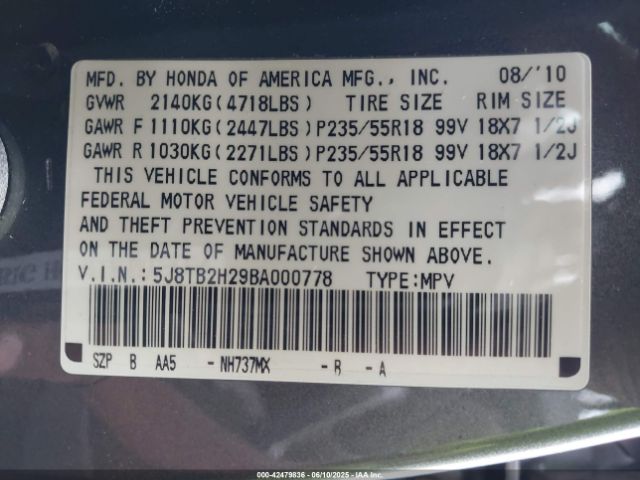 MFD. BY HONDA OF AMERICA MFG., INC. 08/'10
GVWR 2140KG(4718LBS) TIRE SIZE RIM SIZE
GAWR F 1110KG(2447LBS) P235/55R18 99V 18X7 1/2J
GAWR R 1030KG(2271LBS) P235/55R18 99V 18X7 1/2J
THIS VEHICLE CONFORMS TO ALL APPLICABLE
FEDERAL MOTOR VEHICLE SAFETY
AND THEFT PREVENTION STANDARDS IN EFFECT
ON THE DATE OF MANUFACTURE SHOWN ABOVE.
V.I.N.:5J8TB2H29BA000778 TYPE:MPV
SZP B AA5 - NH737MX - B - A
000-42479836 - 06/10/2025 - IAAI.com